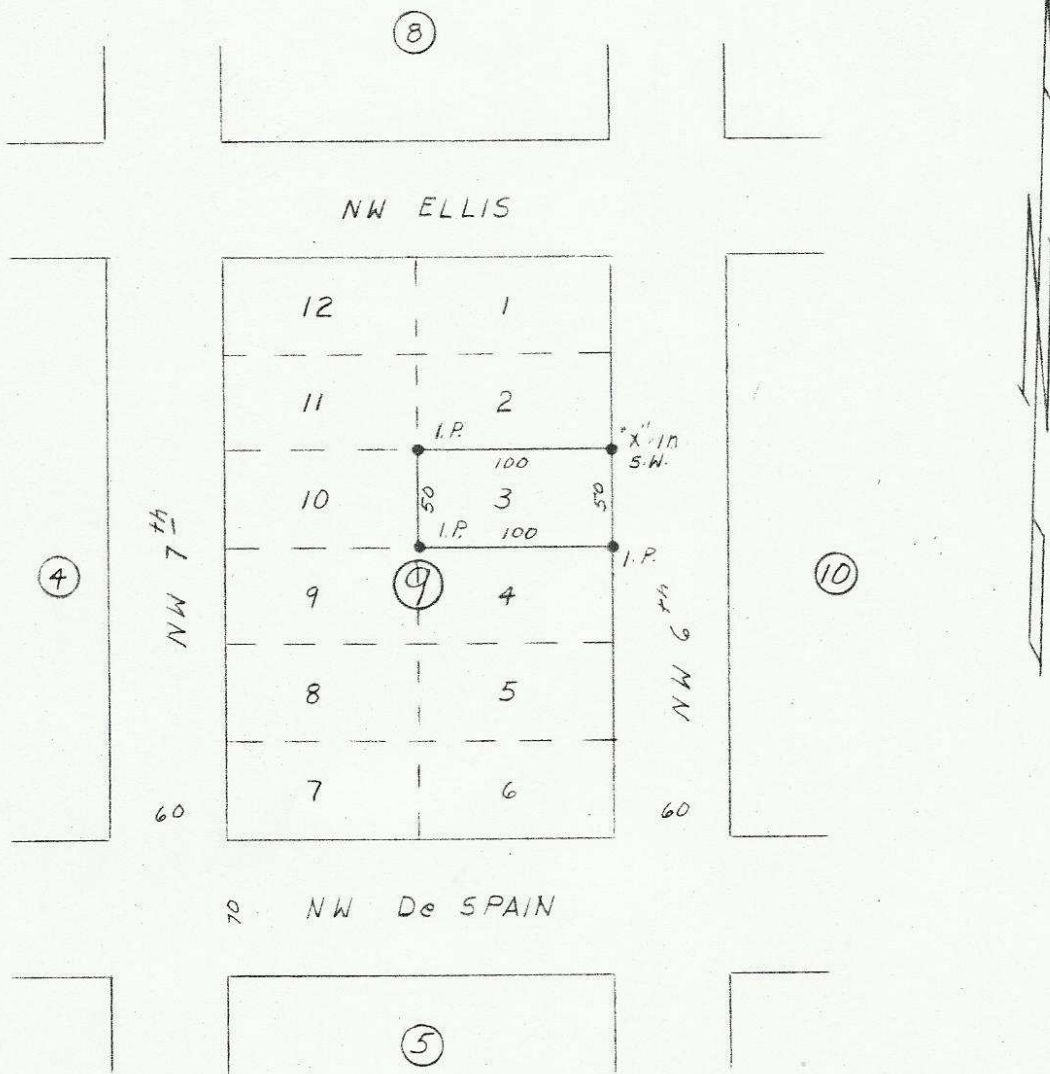 8
NW ELLIS
12 1
11 2
I.P. "X" in
100 S.W.
10 50 3 50
I.P. 100
I.P.
NW 7th
4
9 9 4
10
NW 6th
8 5
7 6
60 60
70 NW De SPAIN
5